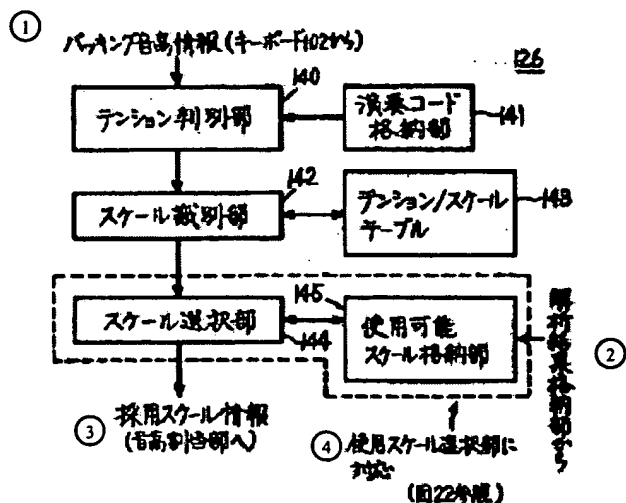 ①
バッキング音高情報(キーボード102から)
126
140
テンション判別部
演奏コード
格納部
141
142
スケール識別部
テンション/スケール
テーブル
143
145
スケール選択部
144
使用可能
スケール格納部
解析結果格納部から
②
③ 採用スケール情報
(音高割当部へ)
④ 使用スケール選択部に
対応
(図22参照)